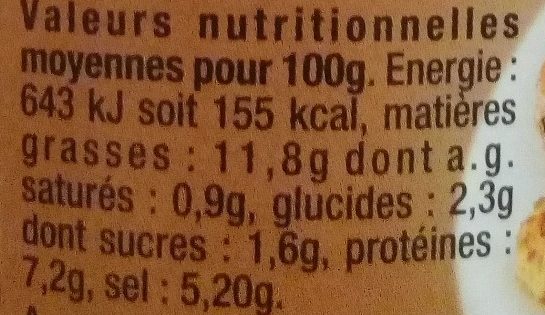 Valeurs nutritionnelles
moyennes pour 100g. Energie :
643 kJ soit 155 kcal, matières
grasses : 11,8g dont a.g.
saturés : 0,9g, glucides : 2,3g
dont sucres : 1,6g, protéines :
7,2g, sel : 5,20g.